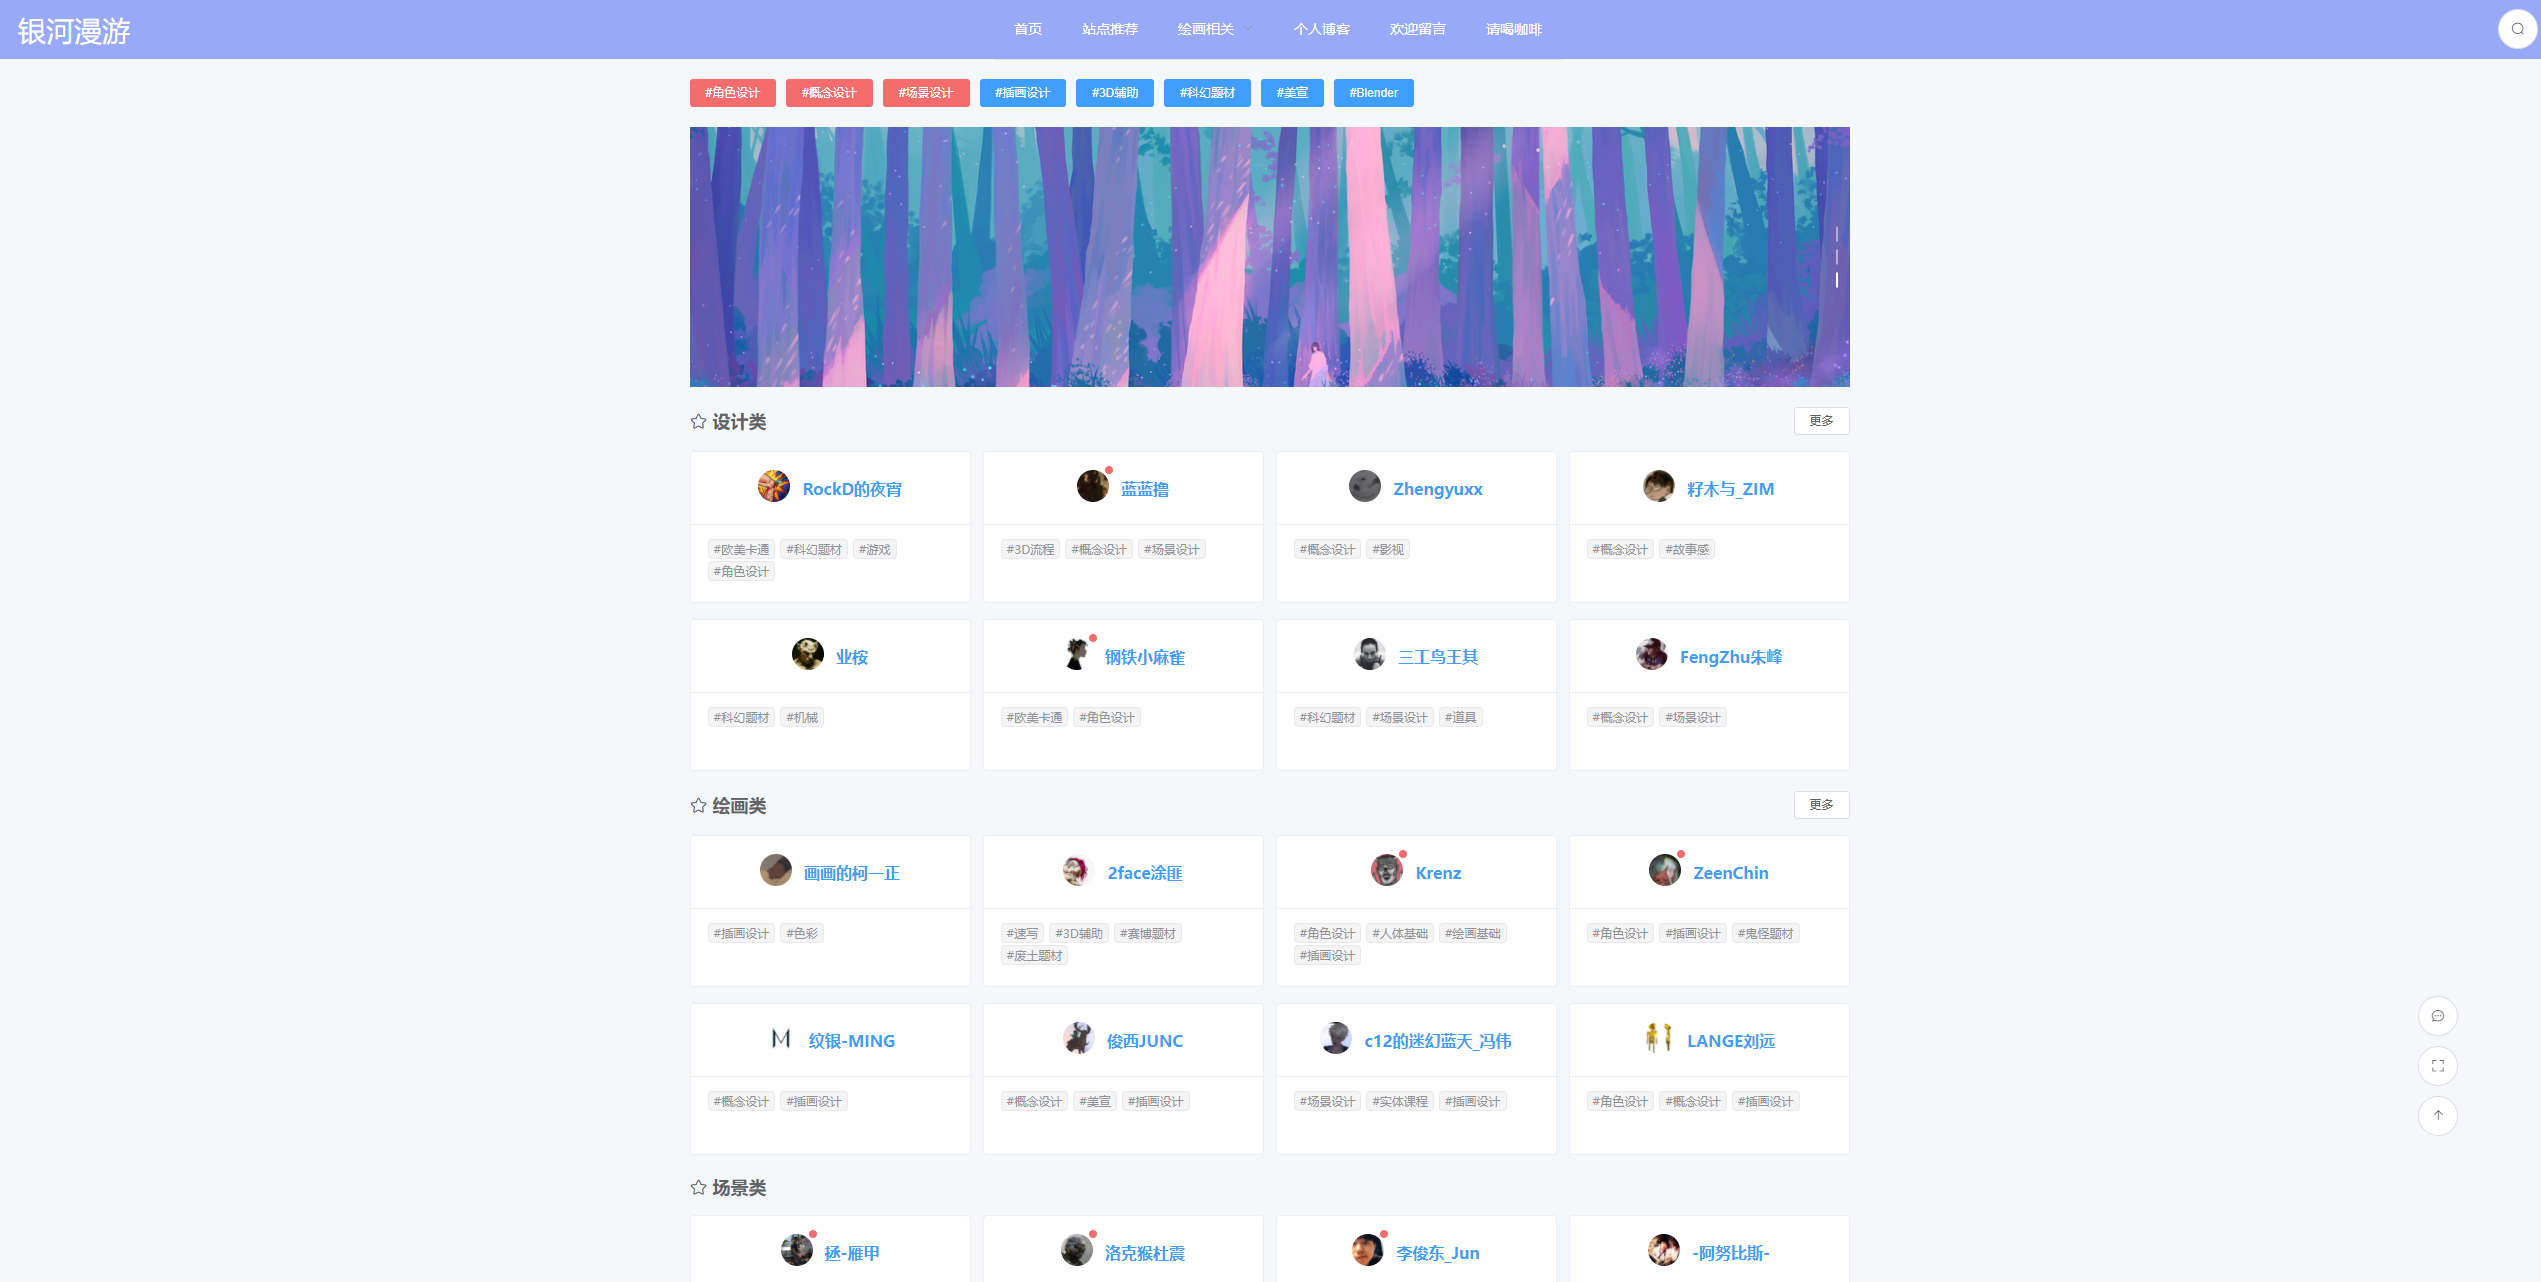 银河漫游
首页 站点推荐 绘画相关 个人博客 欢迎留言 请喝咖啡
#角色设计 #概念设计 #场景设计 #插画设计 #3D辅助 #科幻题材 #美宣 #Blender
设计类 更多
RockD的夜宵 蓝蓝撸 Zhengyuxx 籽木与_ZIM
#欧美卡通 #科幻题材 #游戏 #3D流程 #概念设计 #场景设计 #概念设计 #影视 #概念设计 #故事感
#角色设计
业桉 钢铁小麻雀 三工鸟王其 FengZhu朱峰
#科幻题材 #机械 #欧美卡通 #角色设计 #科幻题材 #场景设计 #道具 #概念设计 #场景设计
绘画类 更多
画画的柯一正 2face涂匪 Krenz ZeenChin
#插画设计 #色彩 #速写 #3D辅助 #赛博题材 #角色设计 #人体基础 #绘画基础 #角色设计 #插画设计 #鬼怪题材
#废土题材 #插画设计
M 纹银-MING 俊西JUNC c12的迷幻蓝天_冯伟 LANGE刘远
#概念设计 #插画设计 #概念设计 #美宣 #插画设计 #场景设计 #实体课程 #插画设计 #角色设计 #概念设计 #插画设计
场景类
拯-雁甲 洛克猴杜震 李俊东_Jun -阿努比斯-